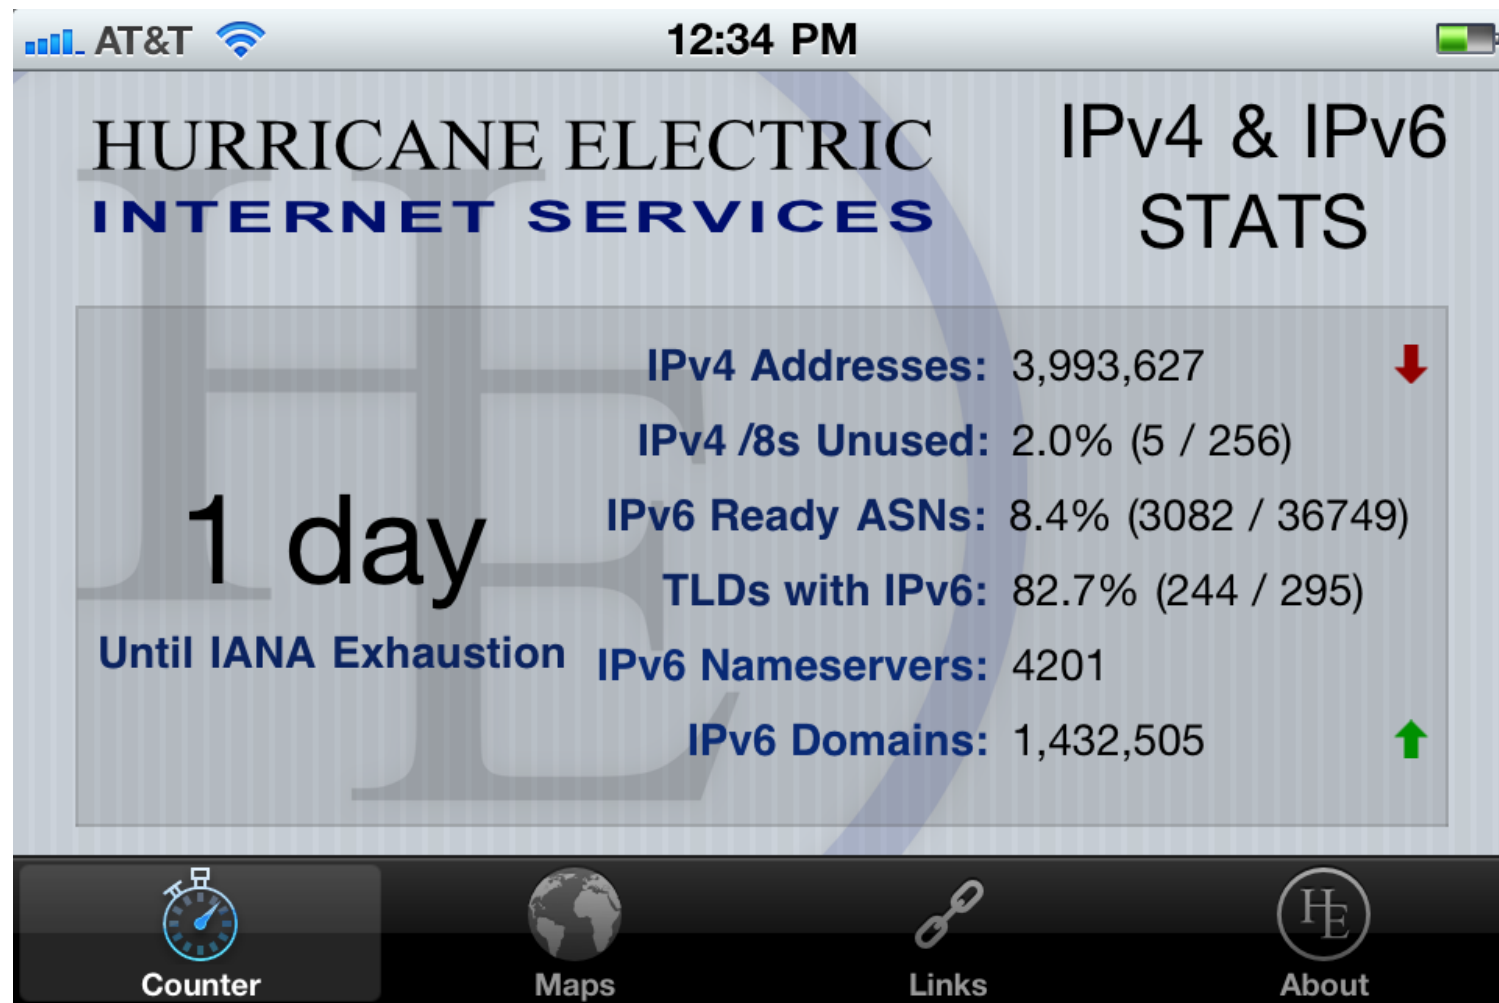 AT&T
12:34 PM
HURRICANE ELECTRIC
INTERNET SERVICES
IPv4 & IPv6
STATS
1 day
Until IANA Exhaustion
IPv4 Addresses: 3,993,627
IPv4 /8s Unused: 2.0% (5 / 256)
IPv6 Ready ASNs: 8.4% (3082 / 36749)
TLDs with IPv6: 82.7% (244 / 295)
IPv6 Nameservers: 4201
IPv6 Domains: 1,432,505
HE
Counter
Maps
Links
HE
About